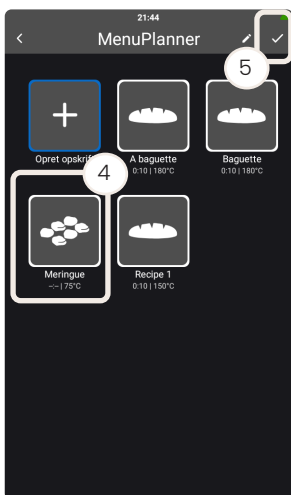 21:44
MenuPlanner
5
Opret opskrif
A baguette
0:10 | 180°C
Baguette
0:10 | 180°C
4
Meringue
--:-- | 75°C
Recipe 1
0:10 | 150°C